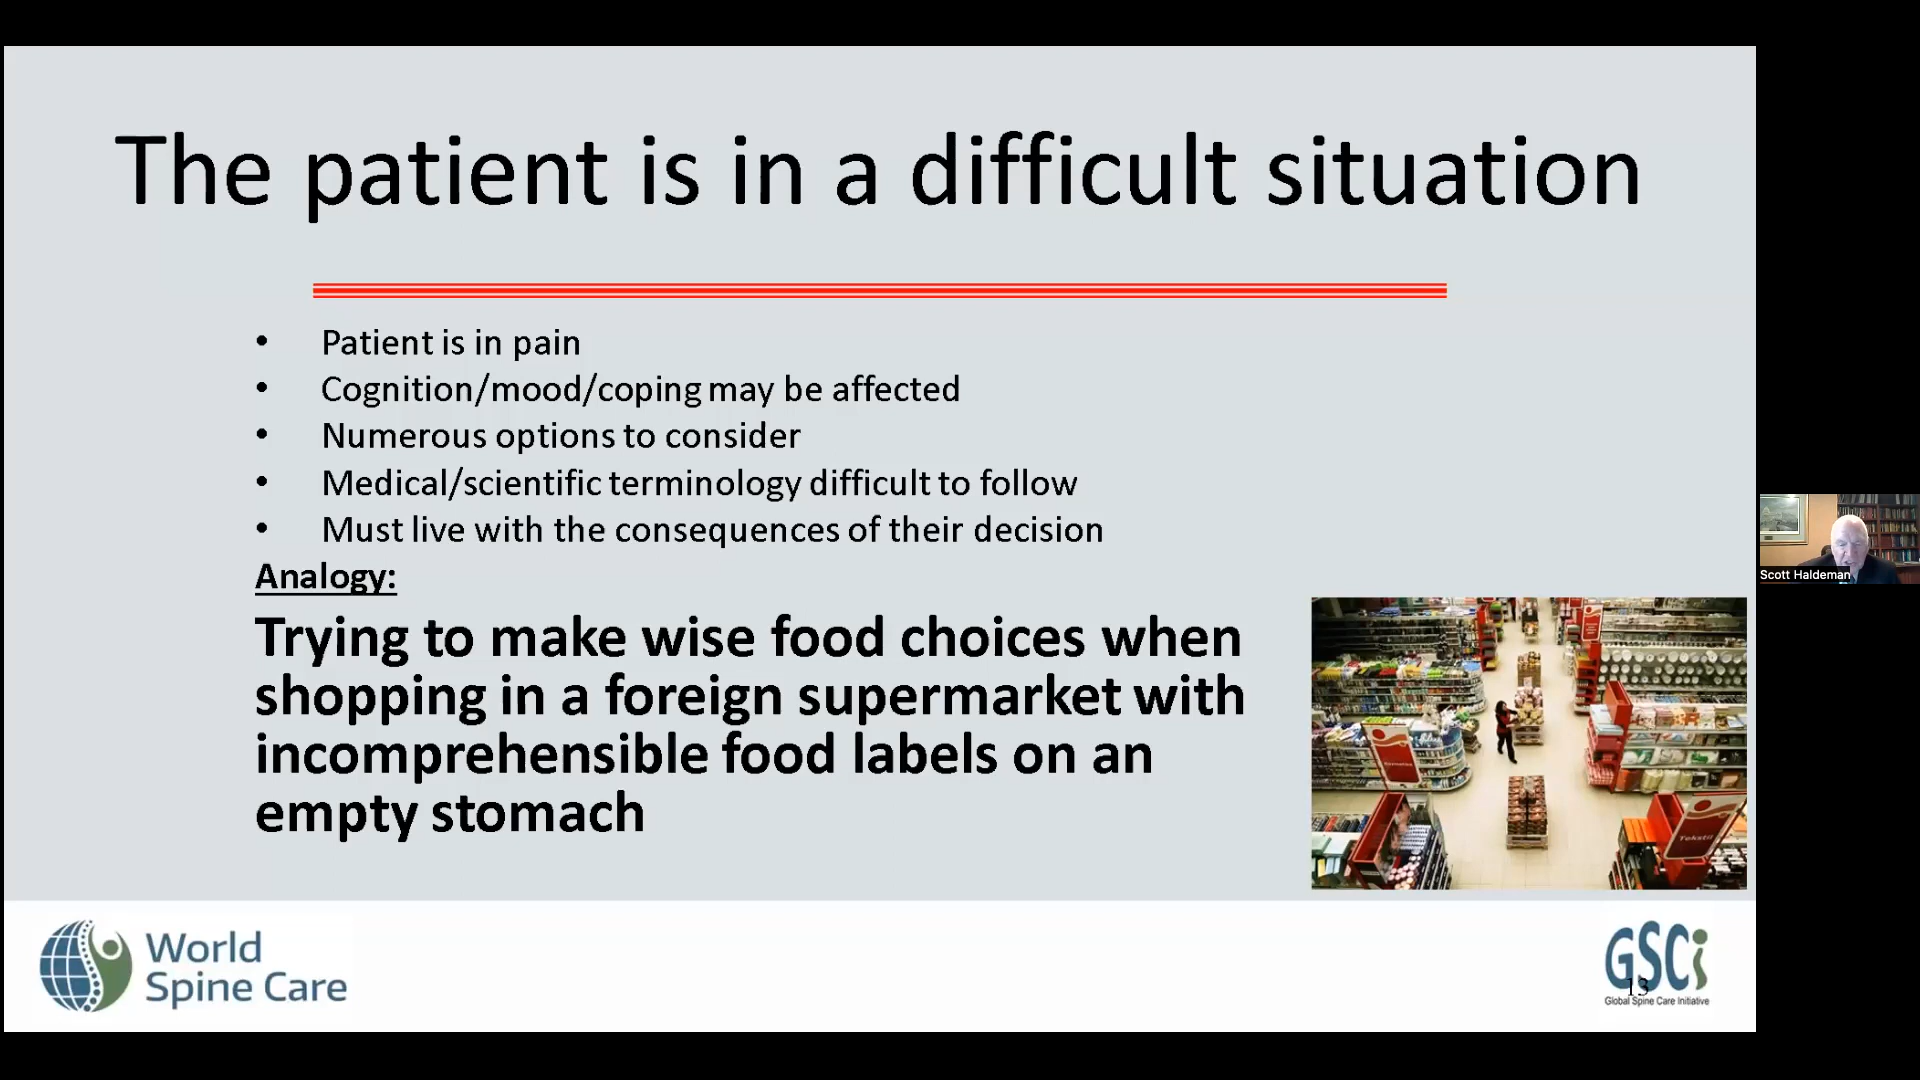 The patient is in a difficult situation
• Patient is in pain
• Cognition/mood/coping may be affected
• Numerous options to consider
• Medical/scientific terminology difficult to follow
• Must live with the consequences of their decision
Analogy:
Trying to make wise food choices when
shopping in a foreign supermarket with
incomprehensible food labels on an
empty stomach
Scott Haldeman
Tekstil
World
Spine Care
GSCi
13
Global Spine Care Initiative